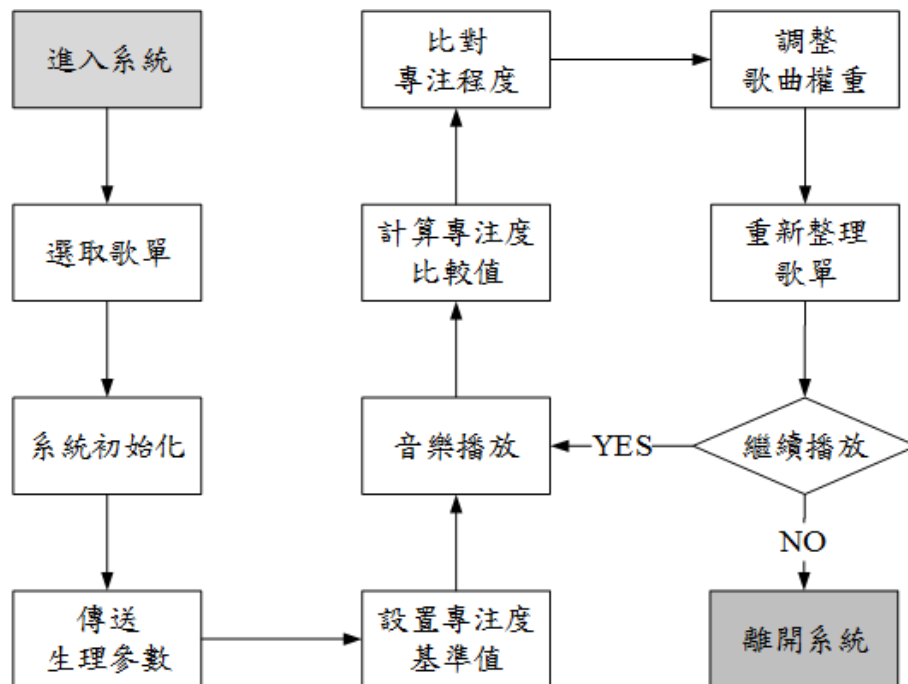 進入系統
選取歌單
系統初始化
傳送
生理參數
設置專注度
基準值
音樂播放
計算專注度
比較值
比對
專注程度
調整
歌曲權重
重新整理
歌單
繼續播放
YES
NO
離開系統